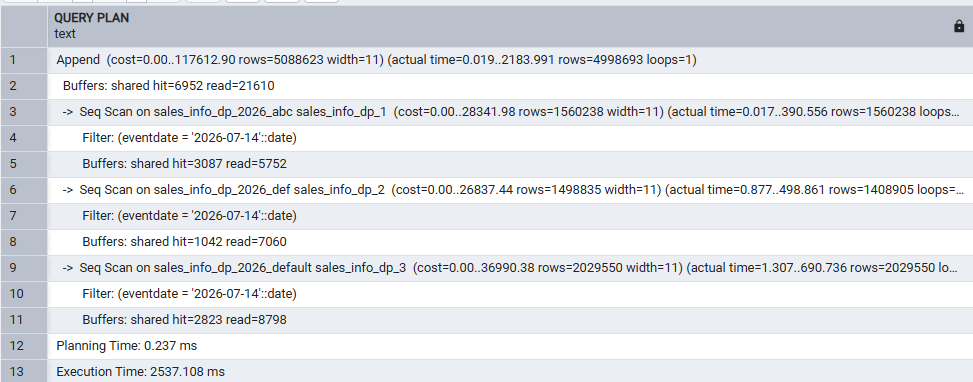 QUERY PLAN
text
1 Append (cost=0.00..117612.90 rows=5088623 width=11) (actual time=0.019..2183.991 rows=4998693 loops=1)
2 Buffers: shared hit=6952 read=21610
3 -> Seq Scan on sales_info_dp_2026_abc sales_info_dp_1 (cost=0.00..28341.98 rows=1560238 width=11) (actual time=0.017..390.556 rows=1560238 loops...
4 Filter: (eventdate = '2026-07-14'::date)
5 Buffers: shared hit=3087 read=5752
6 -> Seq Scan on sales_info_dp_2026_def sales_info_dp_2 (cost=0.00..26837.44 rows=1498835 width=11) (actual time=0.877..498.861 rows=1408905 loops=...
7 Filter: (eventdate = '2026-07-14'::date)
8 Buffers: shared hit=1042 read=7060
9 -> Seq Scan on sales_info_dp_2026_default sales_info_dp_3 (cost=0.00..36990.38 rows=2029550 width=11) (actual time=1.307..690.736 rows=2029550 lo...
10 Filter: (eventdate = '2026-07-14'::date)
11 Buffers: shared hit=2823 read=8798
12 Planning Time: 0.237 ms
13 Execution Time: 2537.108 ms